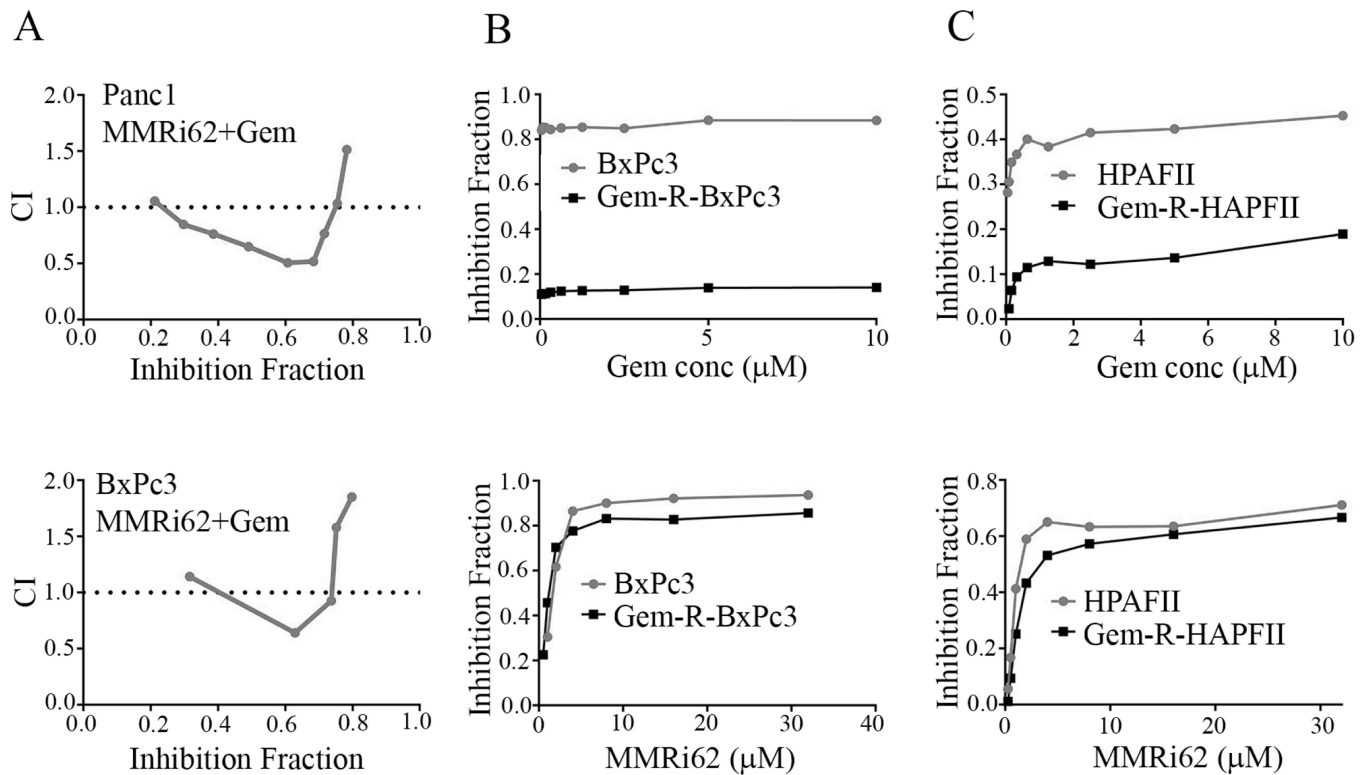 A
B
C
2.0
1.5
1.0
0.5
0.0
CI
Panc1
MMRi62+Gem
0.0
0.2
0.4
0.6
0.8
1.0
Inhibition Fraction
1.0
0.8
0.6
0.4
0.2
0.0
Inhibition Fraction
BxPc3
Gem-R-BxPc3
0
5
10
Gem conc (μM)
0.5
0.4
0.3
0.2
0.1
0.0
Inhibition Fraction
HPAFII
Gem-R-HAPFII
0
2
4
6
8
10
Gem conc (μM)
2.0
1.5
1.0
0.5
0.0
CI
BxPc3
MMRi62+Gem
0.0
0.2
0.4
0.6
0.8
1.0
Inhibition Fraction
1.0
0.8
0.6
0.4
0.2
0.0
Inhibition Fraction
BxPc3
Gem-R-BxPc3
0
10
20
30
40
MMRi62 (μM)
0.8
0.6
0.4
0.2
0.0
Inhibition Fraction
HPAFII
Gem-R-HAPFII
0
10
20
30
MMRi62 (μM)